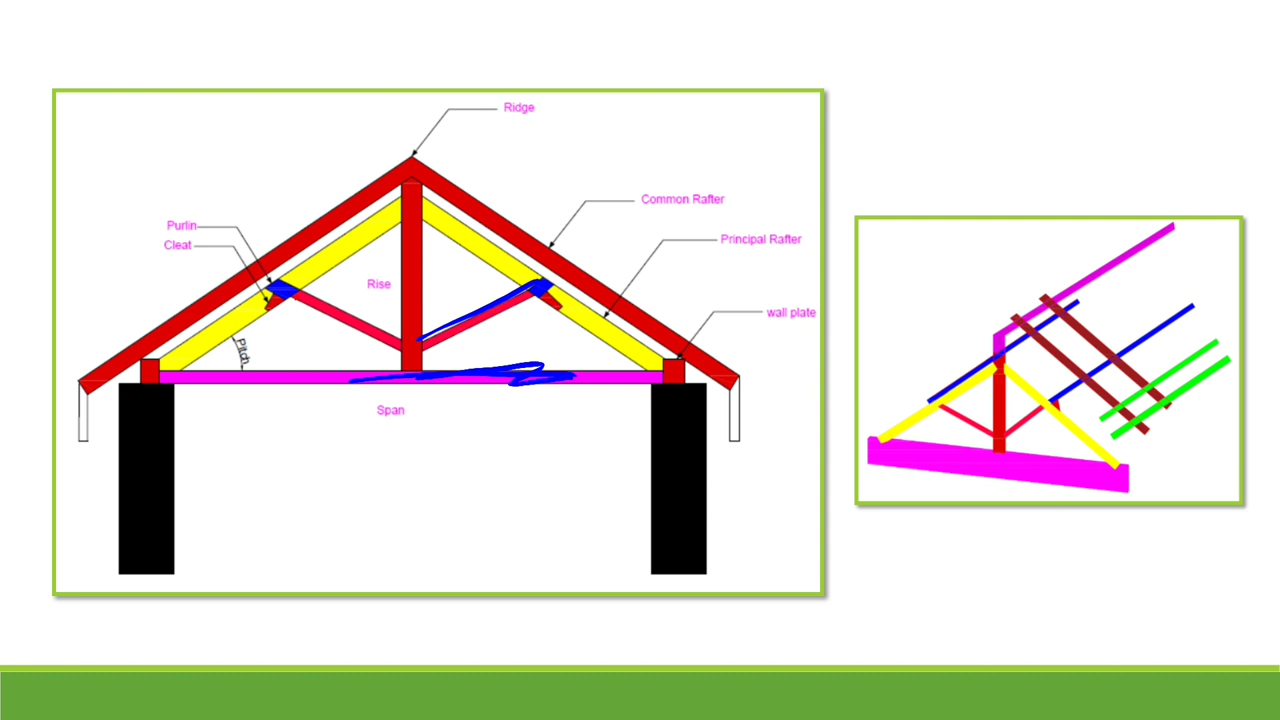 Ridge
Common Rafter
Purlin
Principal Rafter
Cleat
Rise
wall plate
Pitch
Span